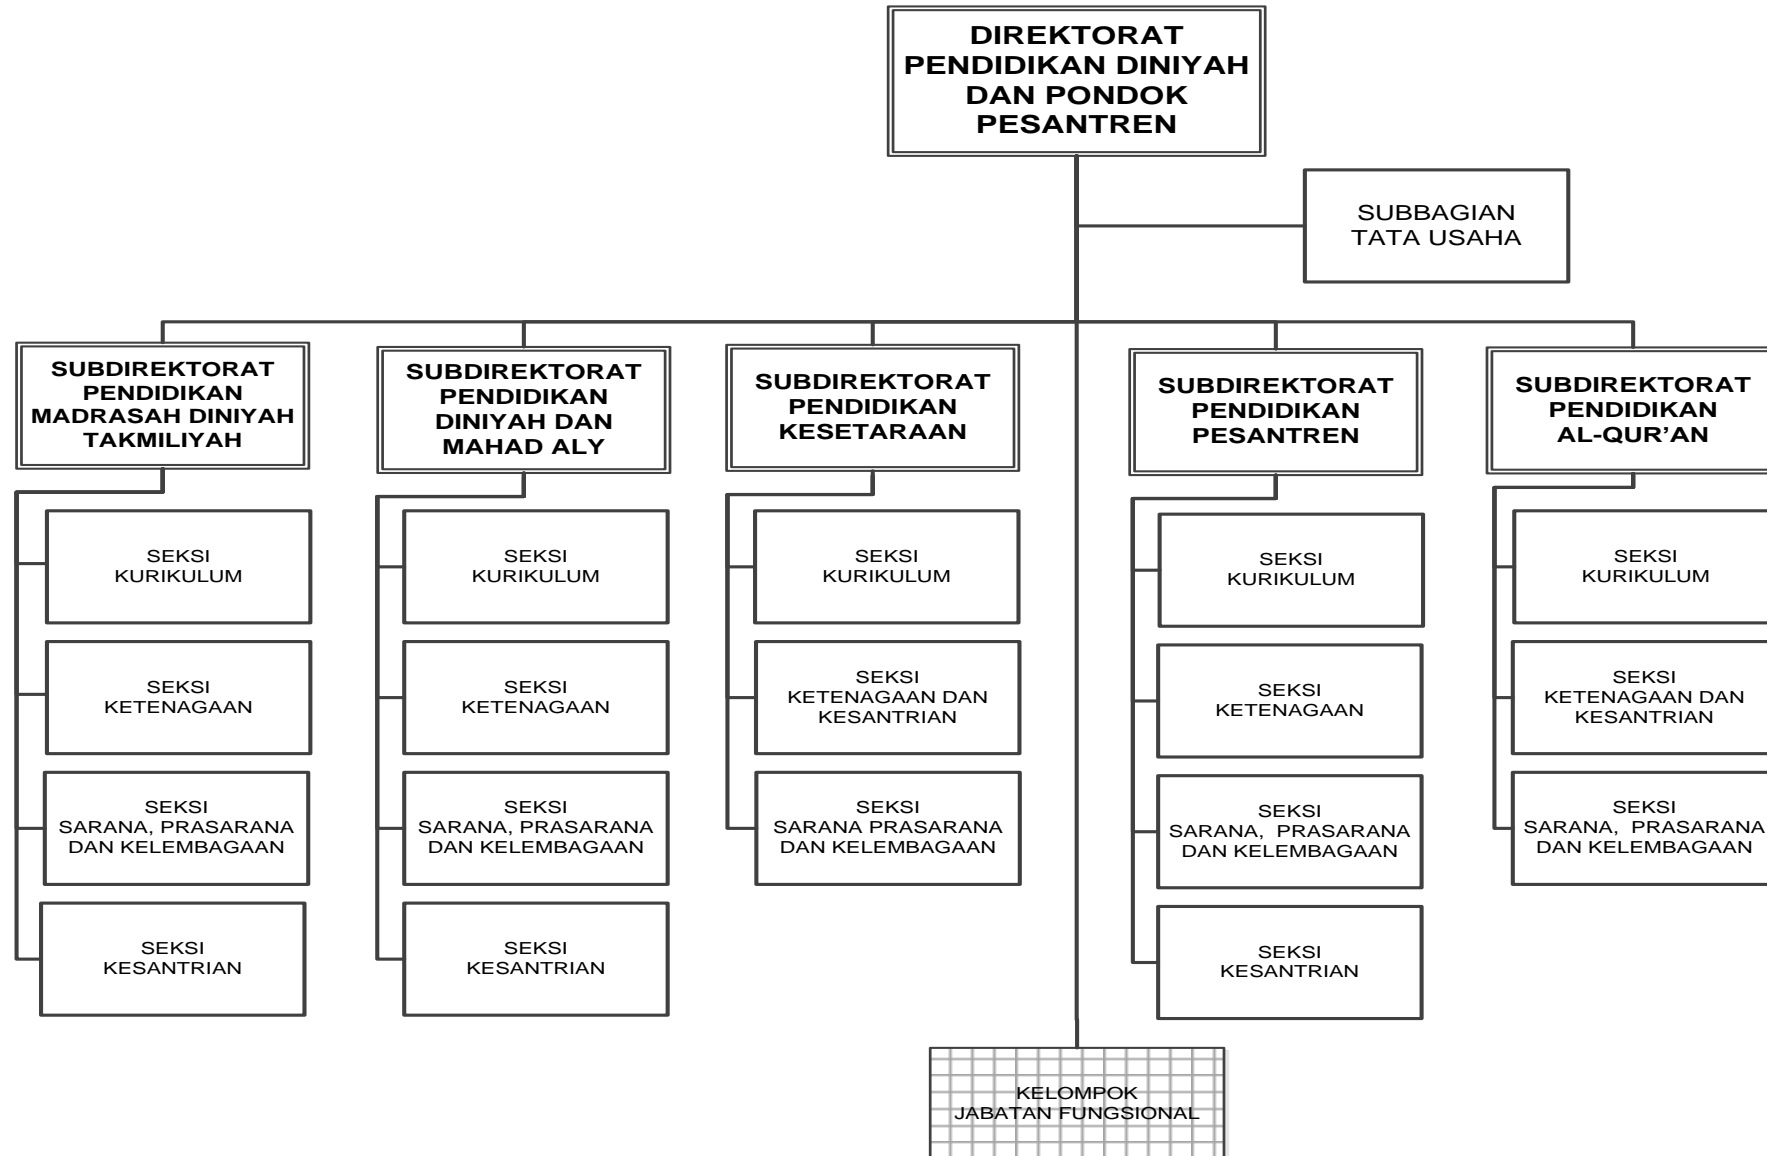 DIREKTORAT
PENDIDIKAN DINIYAH
DAN PONDOK
PESANTREN
SUBBAGIAN
TATA USAHA
SUBDIREKTORAT
PENDIDIKAN
MADRASAH DINIYAH
TAKMILIYAH
SEKSI
KURIKULUM
SEKSI
KETENAGAAN
SEKSI
SARANA, PRASARANA
DAN KELEMBAGAAN
SEKSI
KESANTRIAN
SUBDIREKTORAT
PENDIDIKAN
DINIYAH DAN
MAHAD ALY
SEKSI
KURIKULUM
SEKSI
KETENAGAAN
SEKSI
SARANA, PRASARANA
DAN KELEMBAGAAN
SEKSI
KESANTRIAN
SUBDIREKTORAT
PENDIDIKAN
KESETARAAN
SEKSI
KURIKULUM
SEKSI
KETENAGAAN DAN
KESANTRIAN
SEKSI
SARANA PRASARANA
DAN KELEMBAGAAN
SUBDIREKTORAT
PENDIDIKAN
PESANTREN
SEKSI
KURIKULUM
SEKSI
KETENAGAAN
SEKSI
SARANA, PRASARANA
DAN KELEMBAGAAN
SEKSI
KESANTRIAN
SUBDIREKTORAT
PENDIDIKAN
AL-QUR’AN
SEKSI
KURIKULUM
SEKSI
KETENAGAAN DAN
KESANTRIAN
SEKSI
SARANA, PRASARANA
DAN KELEMBAGAAN
KELOMPOK
JABATAN FUNGSIONAL